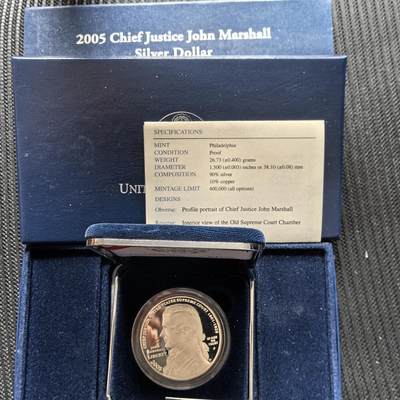 2005 Chief Justice John Marshall
Silver Dollar
SPECIFICATIONS:
MINT Philadelphia
CONDITION Proof
WEIGHT 26.73 (±0.400) grams
DIAMETER 1.500 (±0.003) inches or 38.10 (±0.08) mm
COMPOSITION 90% silver
10% copper
MINTAGE LIMIT 400,000 (all options)
DESIGNS
Obverse: Profile portrait of Chief Justice John Marshall
Reverse: Interior view of the Old Supreme Court Chamber
UNIT
SUPREME COURT
LIBERTY